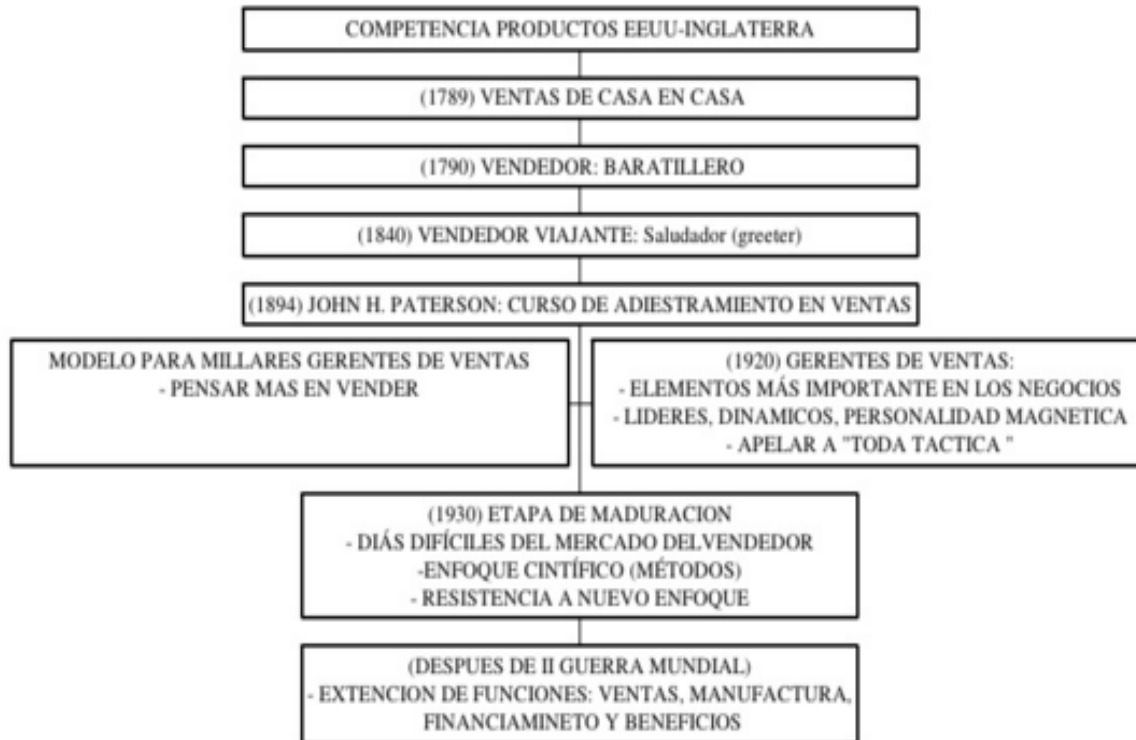 COMPETENCIA PRODUCTOS EEUU-INGLATERRA
(1789) VENTAS DE CASA EN CASA
(1790) VENDEDOR: BARATILLERO
(1840) VENDEDOR VIAJANTE: Saludador (greeter)
(1894) JOHN H. PATERSON: CURSO DE ADIESTRAMIENTO EN VENTAS
MODELO PARA MILLARES GERENTES DE VENTAS
- PENSAR MAS EN VENDER
(1920) GERENTES DE VENTAS:
- ELEMENTOS MÁS IMPORTANTE EN LOS NEGOCIOS
- LIDERES, DINAMICOS, PERSONALIDAD MAGNETICA
- APELAR A "TODA TACTICA "
(1930) ETAPA DE MADURACION
- DIÁS DIFÍCILES DEL MERCADO DELVENDEDOR
-ENFOQUE CINTÍFICO (MÉTODOS)
- RESISTENCIA A NUEVO ENFOQUE
(DESPUES DE II GUERRA MUNDIAL)
- EXTENCION DE FUNCIONES: VENTAS, MANUFACTURA,
FINANCIAMINETO Y BENEFICIOS